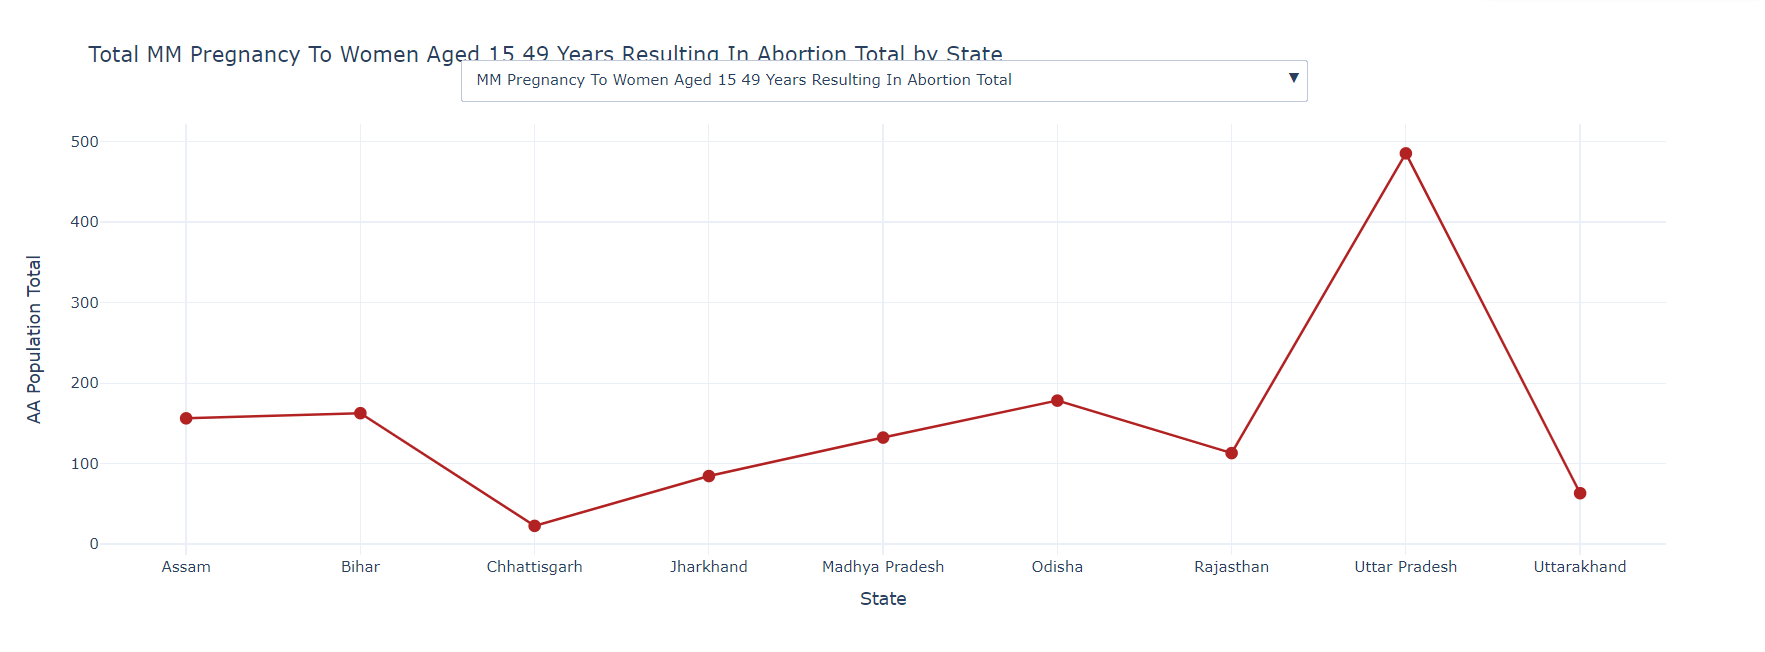 Total MM Pregnancy To Women Aged 15 49 Years Resulting In Abortion Total by State
MM Pregnancy To Women Aged 15 49 Years Resulting In Abortion Total ▼
AA Population Total
500
400
300
200
100
0
Assam Bihar Chhattisgarh Jharkhand Madhya Pradesh Odisha Rajasthan Uttar Pradesh Uttarakhand
State